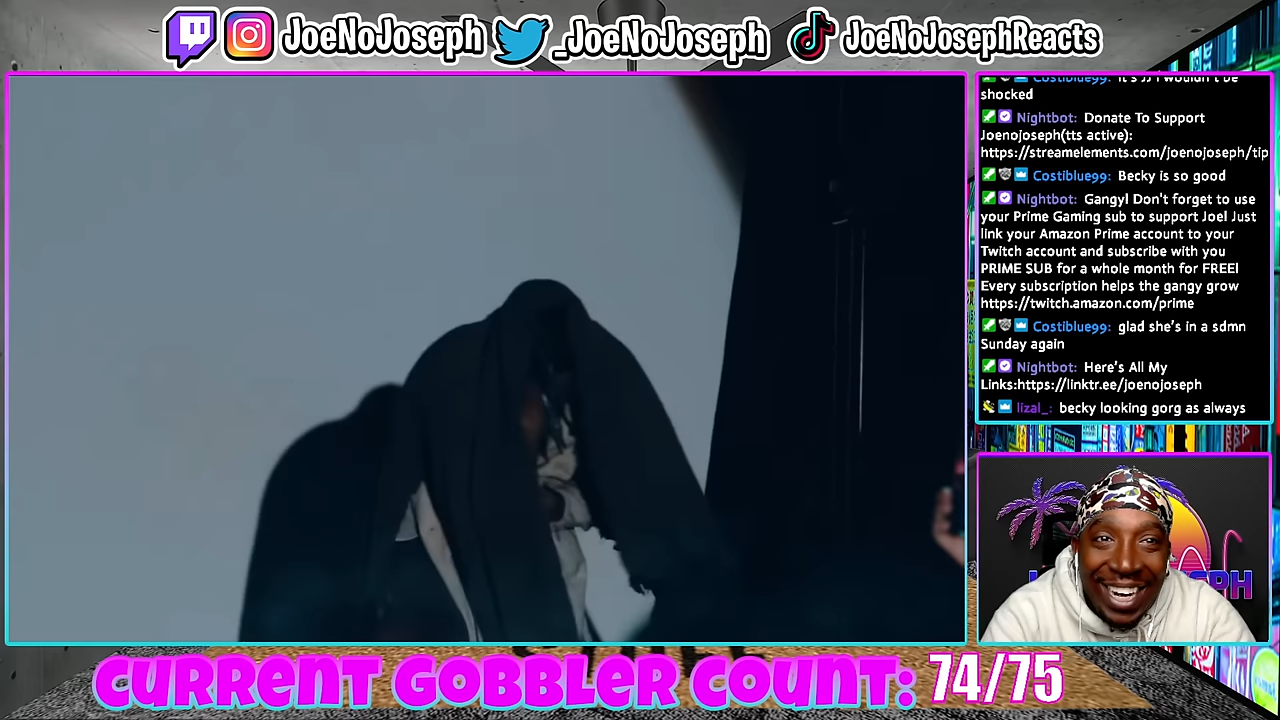 JoeNoJoseph
_JoeNoJoseph
JoeNoJosephReacts
shocked
Nightbot: Donate To Support
Joenojoseph(tts active):
https://streamelements.com/joenojoseph/tip
Costiblue99: Becky is so good
Nightbot: Gangy! Don't forget to use
your Prime Gaming sub to support Joe! Just
link your Amazon Prime account to your
Twitch account and subscribe with you
PRIME SUB for a whole month for FREE!
Every subscription helps the gangy grow
https://twitch.amazon.com/prime
Costiblue99: glad she's in a sdmn
Sunday again
Nightbot: Here's All My
Links:https://linktr.ee/joenojoseph
lizal_: becky looking gorg as always
CURRENT GOBBLER COUNT: 74/75